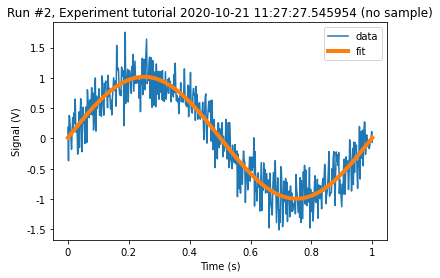 Run #2, Experiment tutorial 2020-10-21 11:27:27.545954 (no sample)
data
fit
1.5
1
0.5
0
-0.5
-1
-1.5
Signal (V)
0
0.2
0.4
0.6
0.8
1
Time (s)